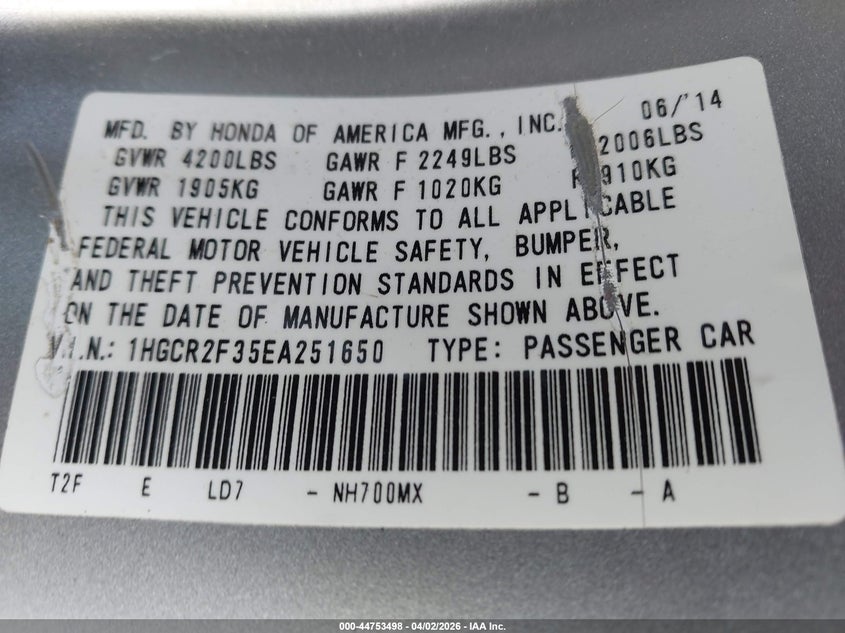 MFD. BY HONDA OF AMERICA MFG., INC. 06/'14
GVWR 4200LBS GAWR F 2249LBS 2006LBS
GVWR 1905KG GAWR F 1020KG R 910KG
THIS VEHICLE CONFORMS TO ALL APPLICABLE
FEDERAL MOTOR VEHICLE SAFETY, BUMPER,
AND THEFT PREVENTION STANDARDS IN EFFECT
ON THE DATE OF MANUFACTURE SHOWN ABOVE.
V.I.N.: 1HGCR2F35EA251650 TYPE: PASSENGER CAR
T2F E LD7 - NH700MX - B - A
000-44753498 - 04/02/2026 - IAA Inc.